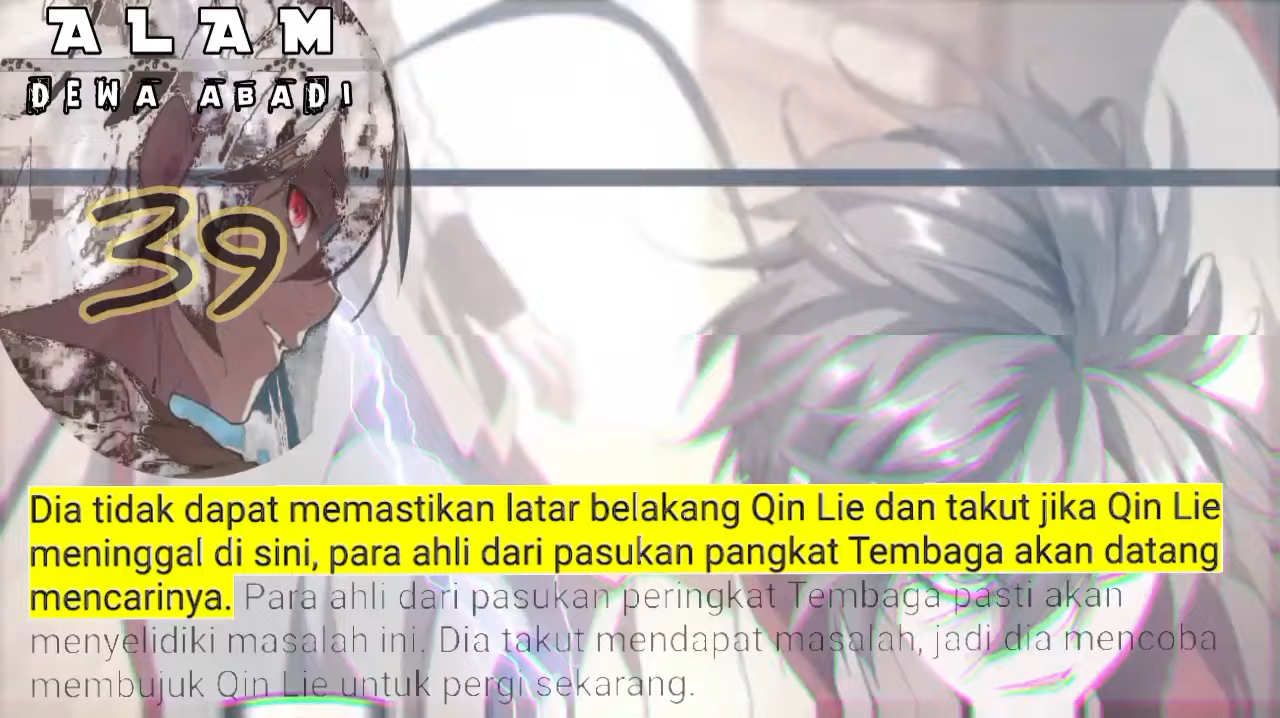 ALAM
DEWA ABADI
39
Dia tidak dapat memastikan latar belakang Qin Lie dan takut jika Qin Lie
meninggal di sini, para ahli dari pasukan pangkat Tembaga akan datang
mencarinya. Para ahli dari pasukan peringkat Tembaga pasti akan
menyelidiki masalah ini. Dia takut mendapat masalah, jadi dia mencoba
membujuk Qin Lie untuk pergi sekarang.